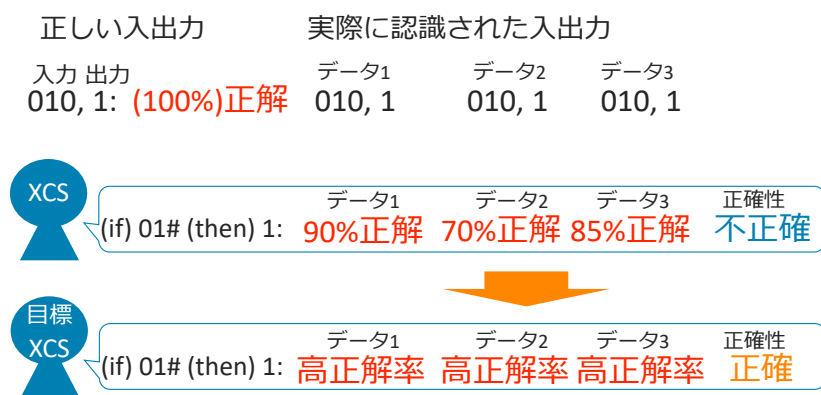 正しい入出力 実際に認識された入出力
入力 出力 データ1 データ2 データ3
010, 1: (100%)正解 010, 1 010, 1 010, 1
XCS
データ1 データ2 データ3 正確性
(if) 01# (then) 1: 90%正解 70%正解 85%正解 不正確
目標
XCS
データ1 データ2 データ3 正確性
(if) 01# (then) 1: 高正解率 高正解率 高正解率 正確